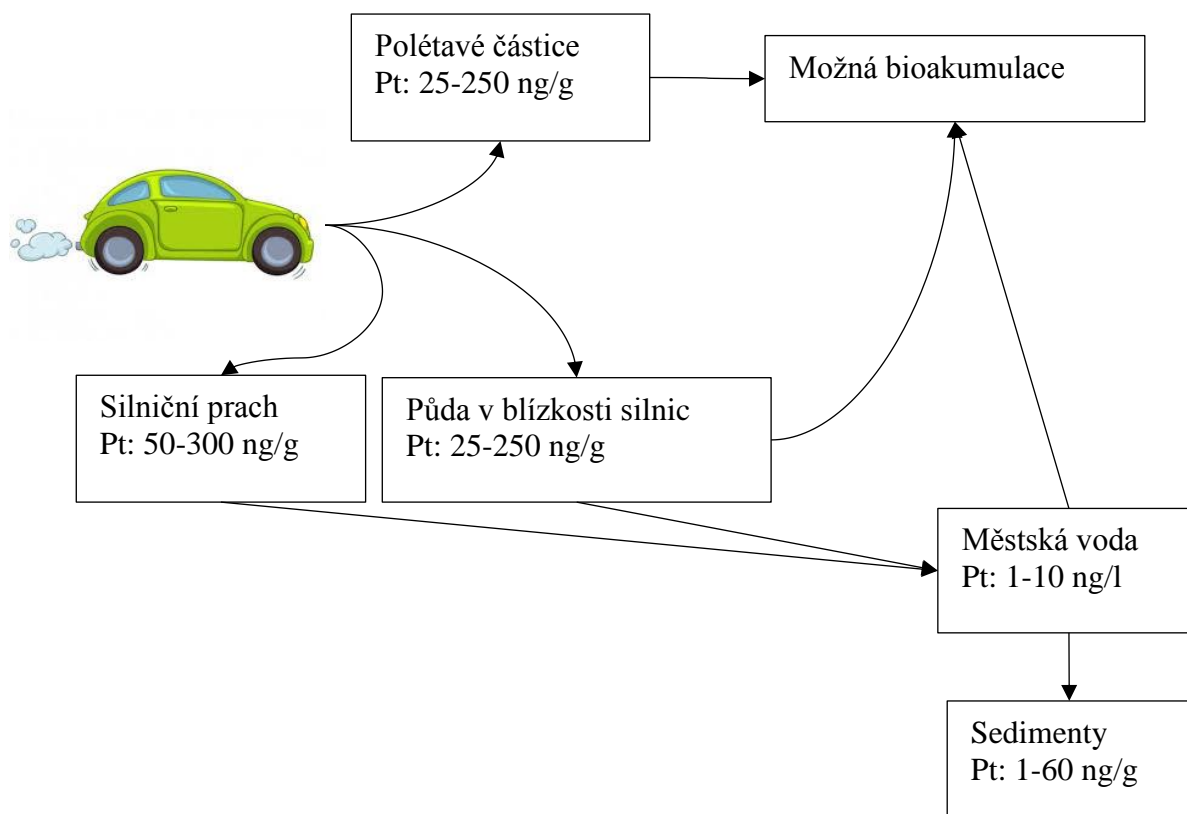 Polétavé částice
Pt: 25-250 ng/g
Možná bioakumulace
Silniční prach
Pt: 50-300 ng/g
Půda v blízkosti silnic
Pt: 25-250 ng/g
Městská voda
Pt: 1-10 ng/l
Sedimenty
Pt: 1-60 ng/g